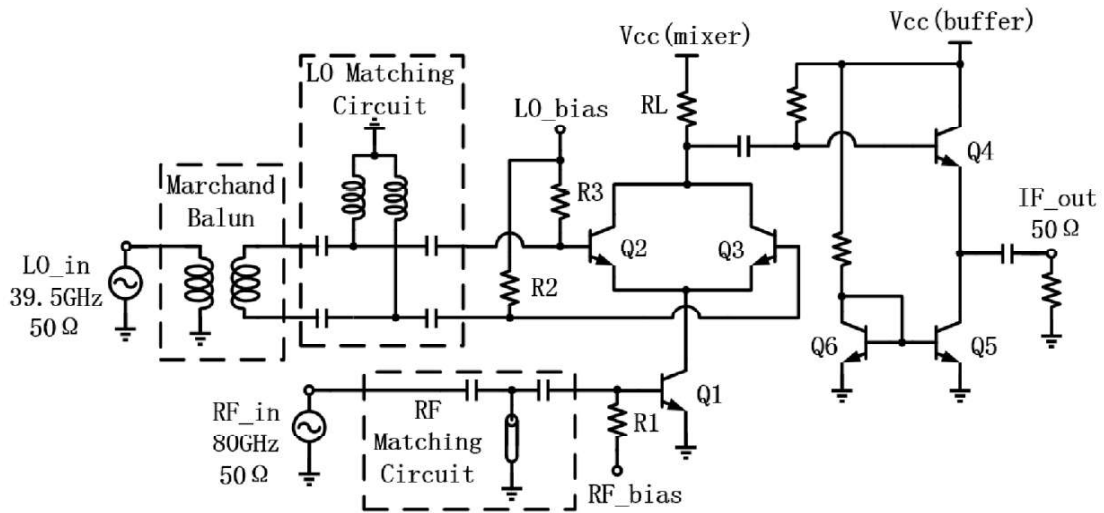 Vcc(mixer)
Vcc(buffer)
LO Matching
Circuit
LO_bias
RL
Q4
Marchand
Balun
R3
IF_out
50Ω
Q2
Q3
LO_in
39.5GHz
50Ω
R2
Q6
Q5
RF_in
80GHz
50Ω
RF
Matching
Circuit
R1
Q1
RF_bias